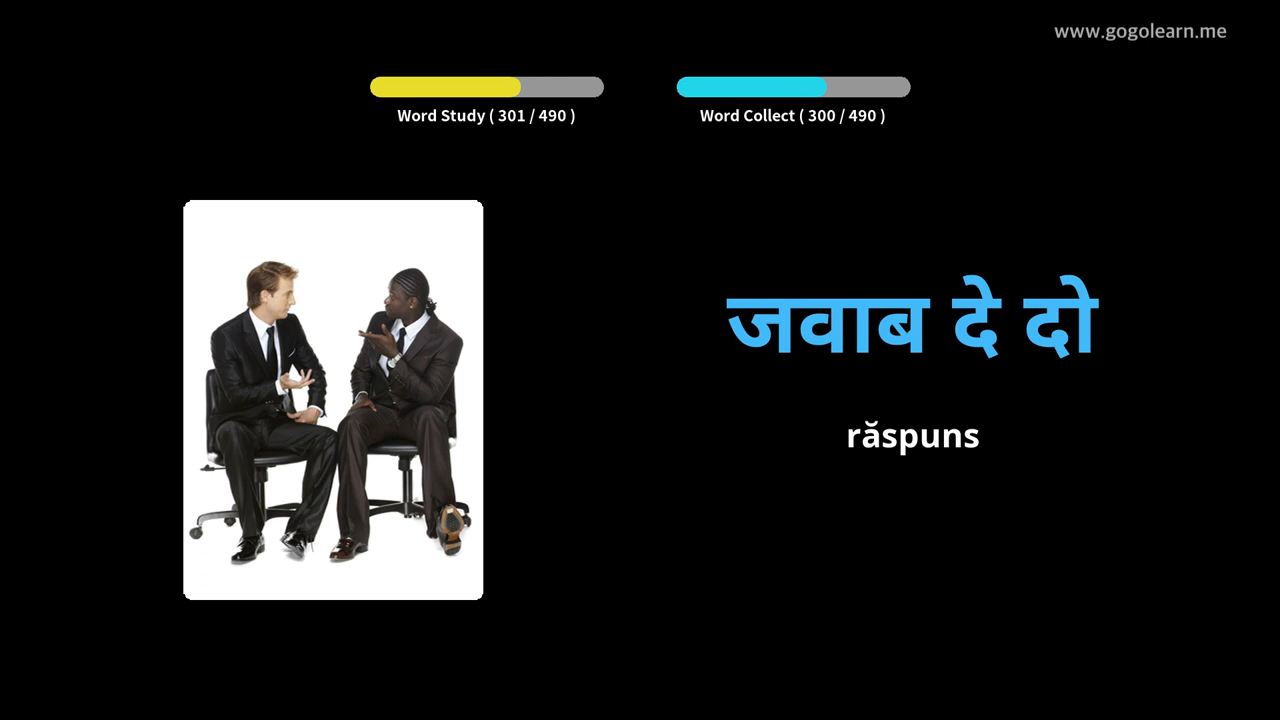 www.gogolearn.me
Word Study ( 301 / 490 )
Word Collect ( 300 / 490 )
जवाब दे दो
răspuns